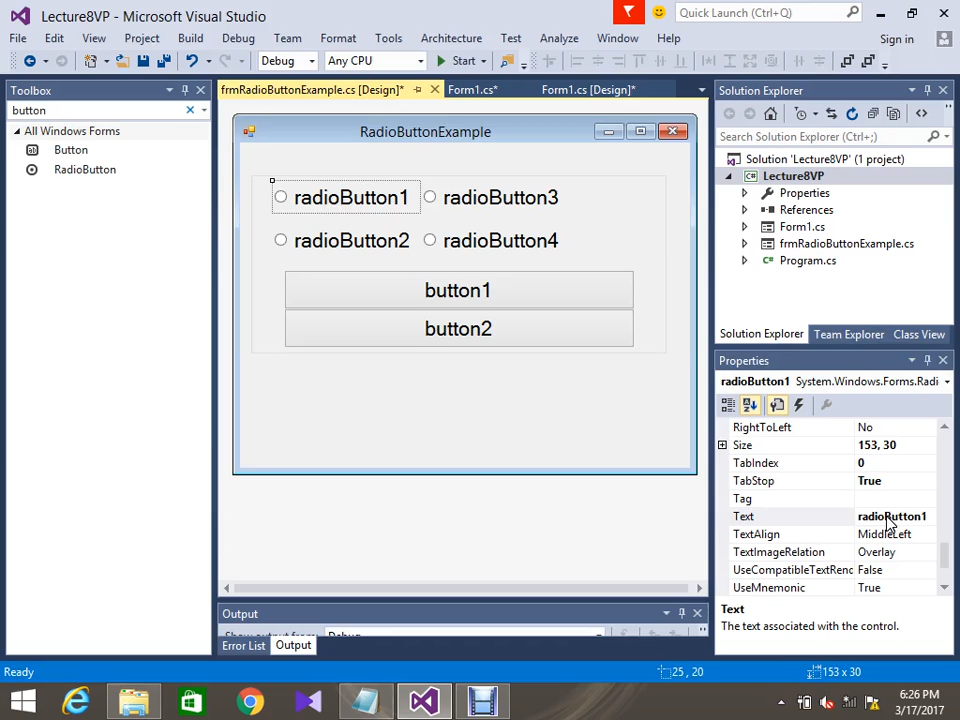 Lecture8VP - Microsoft Visual Studio
Quick Launch (Ctrl+;)
File Edit View Project Build Debug Team Format Tools Architecture Test Analyze Window Help
Sign in
Debug Any CPU Start
Toolbox
button
All Windows Forms
Button
RadioButton
frmRadioButtonExample.cs [Design]* Form1.cs* Form1.cs [Design]*
RadioButtonExample
radioButton1 radioButton3
radioButton2 radioButton4
button1
button2
Output
Error List Output
Solution Explorer
Search Solution Explorer (Ctrl+;)
Solution 'Lecture8VP' (1 project)
Lecture8VP
Properties
References
Form1.cs
frmRadioButtonExample.cs
Program.cs
Solution Explorer Team Explorer Class View
Properties
radioButton1 System.Windows.Forms.Radi
RightToLeft No
Size 153, 30
TabIndex 0
TabStop True
Tag
Text radioButton1
TextAlign MiddleLeft
TextImageRelation Overlay
UseCompatibleTextRenc False
UseMnemonic True
Text
The text associated with the control.
Ready
25 , 20
153 x 30
6:26 PM
3/17/2017